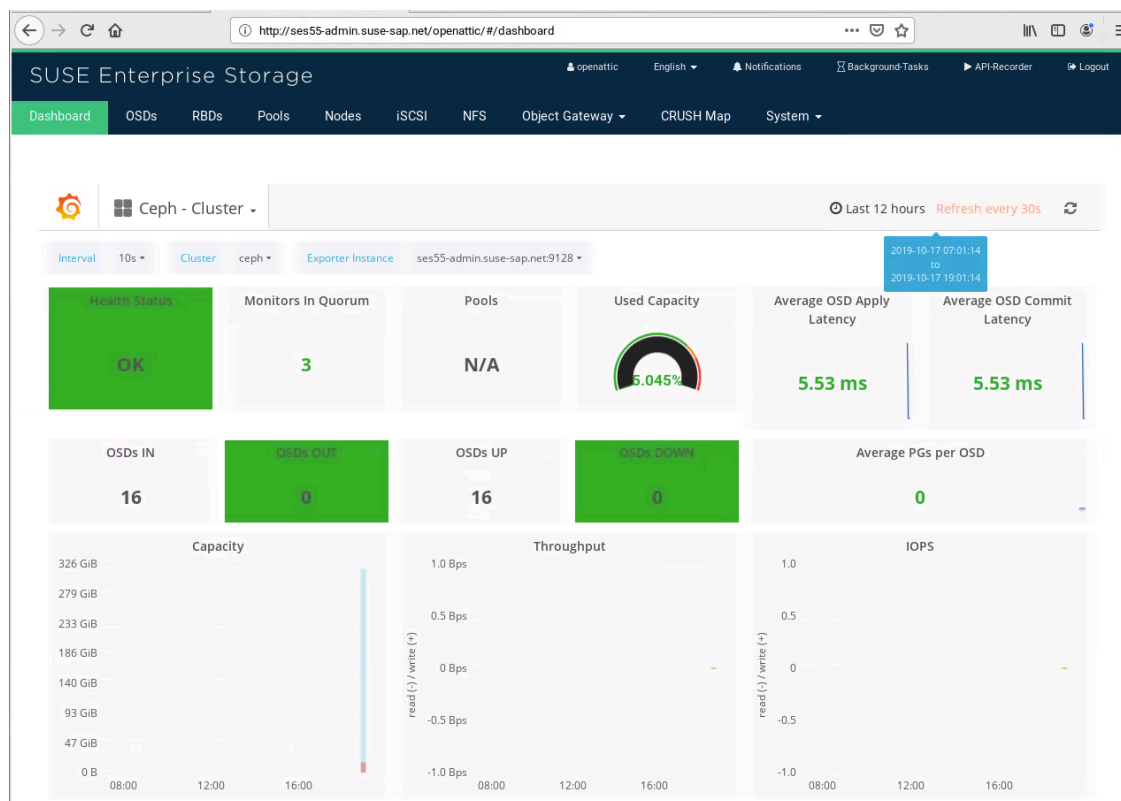 http://ses55-admin.suse-sap.net/openattic/#/dashboard
SUSE Enterprise Storage
openattic English Notifications Background-Tasks API-Recorder Logout
Dashboard OSDs RBDs Pools Nodes iSCSI NFS Object Gateway CRUSH Map System
Ceph - Cluster
Last 12 hours Refresh every 30s
2019-10-17 07:01:14
to
2019-10-17 19:01:14
Interval 10s Cluster ceph Exporter Instance ses55-admin.suse-sap.net:9128
Health Status
OK
Monitors In Quorum
3
Pools
N/A
Used Capacity
5.045%
Average OSD Apply
Latency
5.53 ms
Average OSD Commit
Latency
5.53 ms
OSDs IN
16
OSDs OUT
0
OSDs UP
16
OSDs DOWN
0
Average PGs per OSD
0
Capacity
326 GiB
279 GiB
233 GiB
186 GiB
140 GiB
93 GiB
47 GiB
0 B
08:00 12:00 16:00
Throughput
read (-) / write (+)
1.0 Bps
0.5 Bps
0 Bps
-0.5 Bps
-1.0 Bps
08:00 12:00 16:00
IOPS
read (-) / write (+)
1.0
0.5
0
-0.5
-1.0
08:00 12:00 16:00